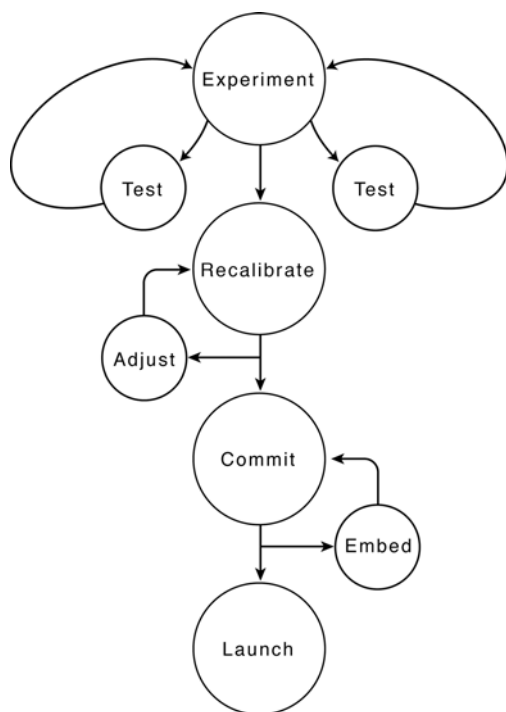 Experiment
Test
Test
Recalibrate
Adjust
Commit
Embed
Launch